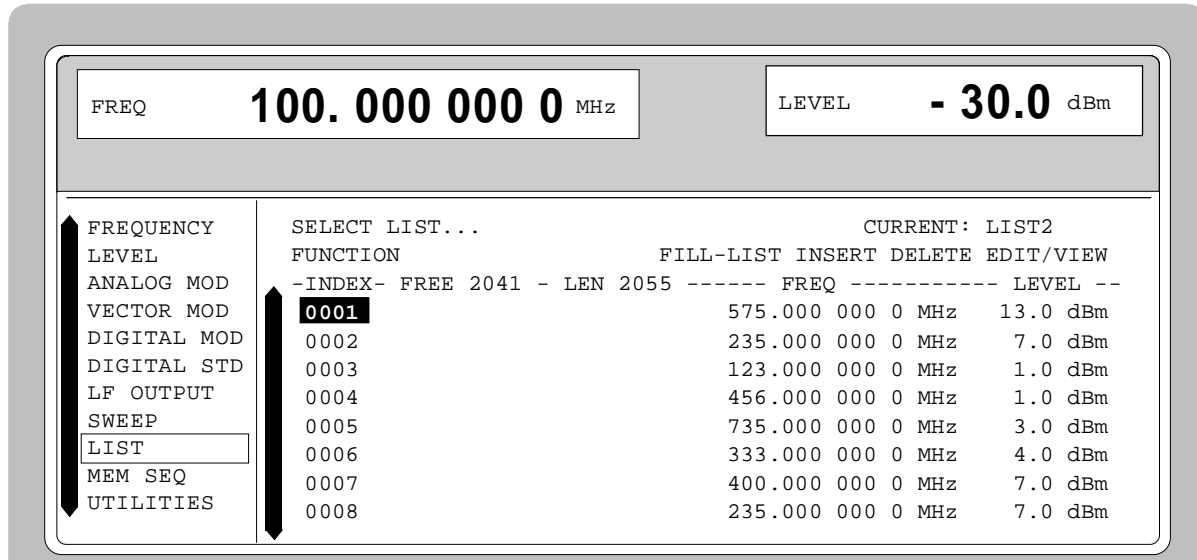 FREQ 100. 000 000 0 MHz LEVEL - 30.0 dBm
FREQUENCY
LEVEL
ANALOG MOD
VECTOR MOD
DIGITAL MOD
DIGITAL STD
LF OUTPUT
SWEEP
LIST
MEM SEQ
UTILITIES
SELECT LIST... CURRENT: LIST2
FUNCTION FILL-LIST INSERT DELETE EDIT/VIEW
-INDEX- FREE 2041 - LEN 2055 ------ FREQ ----------- LEVEL --
0001 575.000 000 0 MHz 13.0 dBm
0002 235.000 000 0 MHz 7.0 dBm
0003 123.000 000 0 MHz 1.0 dBm
0004 456.000 000 0 MHz 1.0 dBm
0005 735.000 000 0 MHz 3.0 dBm
0006 333.000 000 0 MHz 4.0 dBm
0007 400.000 000 0 MHz 7.0 dBm
0008 235.000 000 0 MHz 7.0 dBm